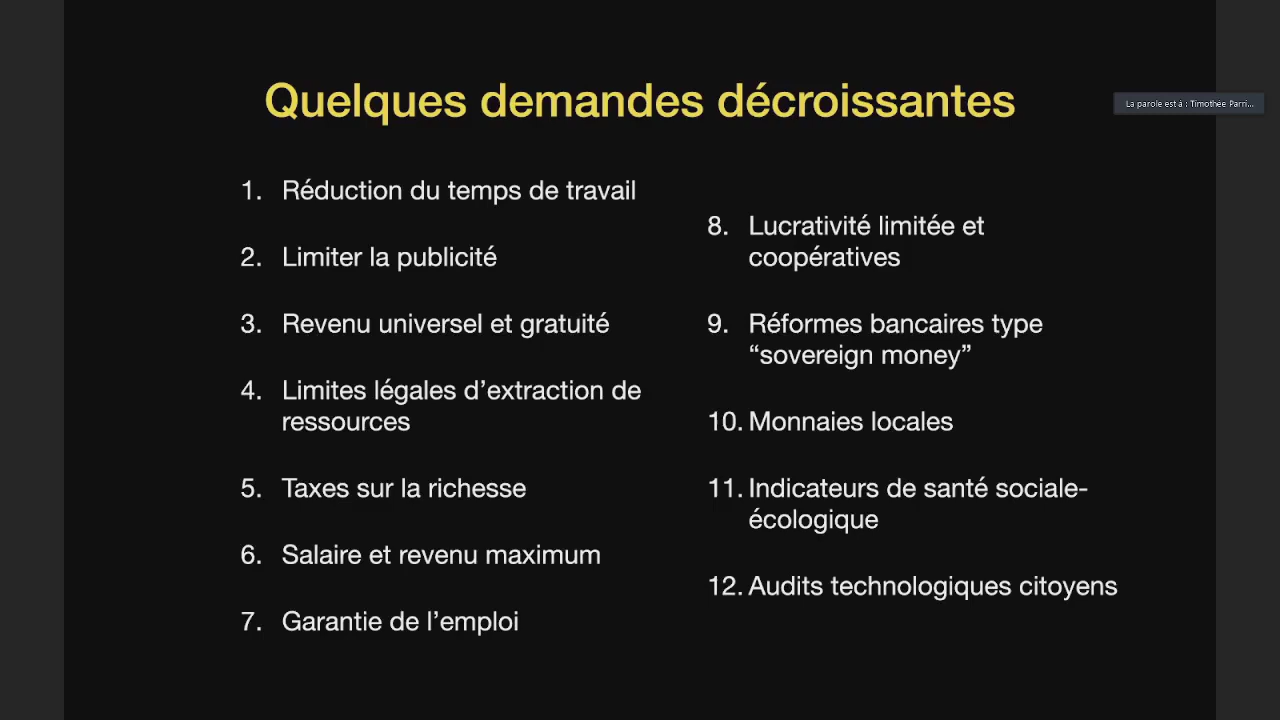 Quelques demandes décroissantes
La parole est à : Timothée Parri...
1. Réduction du temps de travail
2. Limiter la publicité
3. Revenu universel et gratuité
4. Limites légales d’extraction de
ressources
5. Taxes sur la richesse
6. Salaire et revenu maximum
7. Garantie de l’emploi
8. Lucrativité limitée et
coopératives
9. Réformes bancaires type
“sovereign money”
10. Monnaies locales
11. Indicateurs de santé sociale-
écologique
12. Audits technologiques citoyens